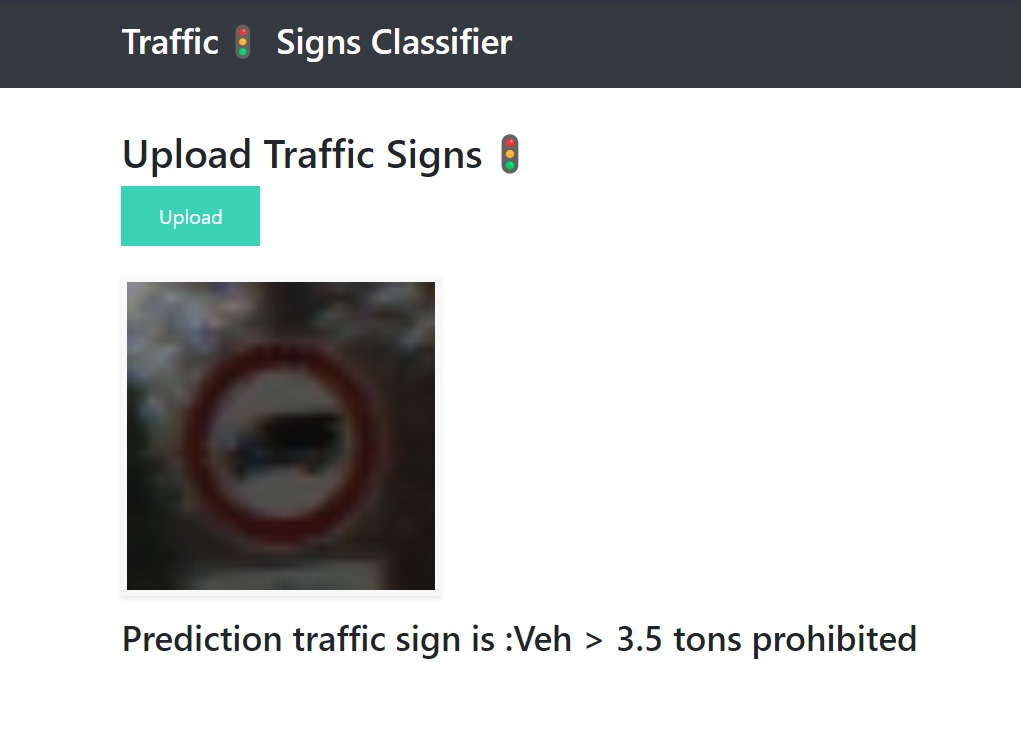 Traffic 🚦 Signs Classifier
Upload Traffic Signs 🚦
Upload
Prediction traffic sign is :Veh > 3.5 tons prohibited